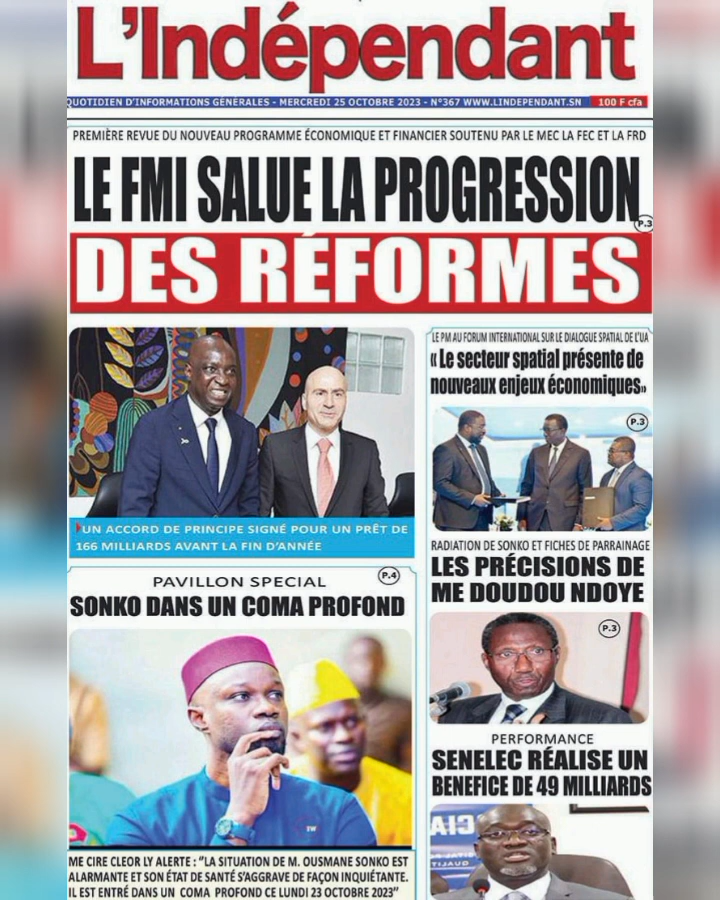 L'Indépendant
QUOTIDIEN D'INFORMATIONS GÉNÉRALES - MERCREDI 25 OCTOBRE 2023 - N°367 WWW.LINDEPENDANT.SN 100 F cfa
PREMIÈRE REVUE DU NOUVEAU PROGRAMME ÉCONOMIQUE ET FINANCIER SOUTENU PAR LE MEC LA FEC ET LA FRD
LE FMI SALUE LA PROGRESSION
P.3
DES RÉFORMES
UN ACCORD DE PRINCIPE SIGNÉ POUR UN PRÊT DE
166 MILLIARDS AVANT LA FIN D'ANNÉE
LE PM AU FORUM INTERNATIONAL SUR LE DIALOGUE SPATIAL DE L'UA
« Le secteur spatial présente de
nouveaux enjeux économiques»
P.3
PAVILLON SPECIAL
P.4
SONKO DANS UN COMA PROFOND
TW
ME CIRE CLEOR LY ALERTE : "LA SITUATION DE M. OUSMANE SONKO EST
ALARMANTE ET SON ÉTAT DE SANTÉ S'AGGRAVE DE FAÇON INQUIÉTANTE.
IL EST ENTRÉ DANS UN COMA PROFOND CE LUNDI 23 OCTOBRE 2023"
RADIATION DE SONKO ET FICHES DE PARRAINAGE
LES PRÉCISIONS DE
ME DOUDOU NDOYE
P.3
PERFORMANCE
SENELEC RÉALISE UN
BENEFICE DE 49 MILLIARDS